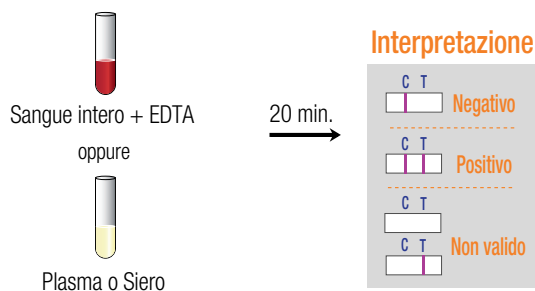 Sangue intero + EDTA
oppure
Plasma o Siero
20 min.
Interpretazione
C T
Negativo
C T
Positivo
C T
C T
Non valido